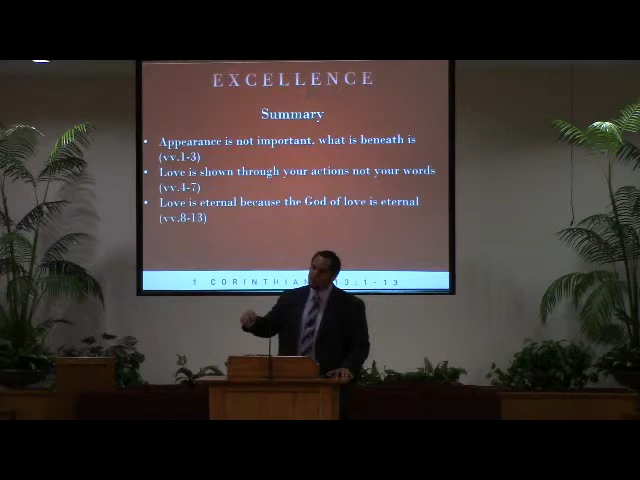 EXCELLENCE
Summary
• Appearance is not important, what is beneath is
(vv.1-3)
• Love is shown through your actions not your words
(vv.4-7)
• Love is eternal because the God of love is eternal
(vv.8-13)
1 CORINTHIAN 13:1-13